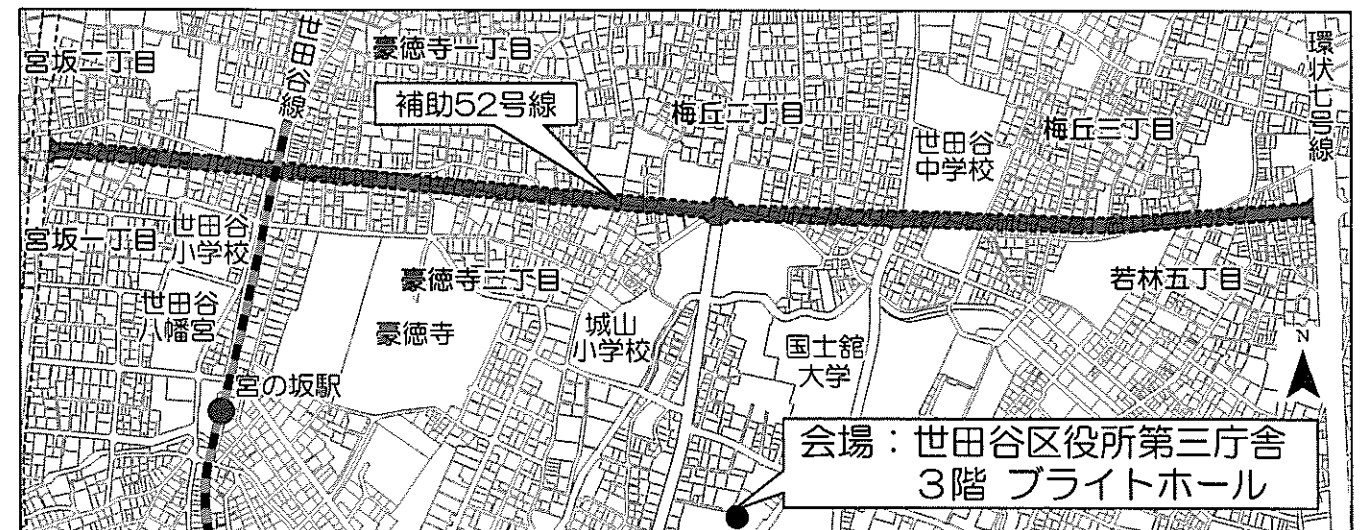 宮坂二丁目
世田谷線
豪徳寺一丁目
補助52号線
梅丘二丁目
世田谷
中学校
梅丘三丁目
環状七号線
宮坂一丁目
世田谷
小学校
世田谷
八幡宮
豪徳寺二丁目
豪徳寺
城山
小学校
国士舘
大学
若林五丁目
N
宮の坂駅
会場：世田谷区役所第三庁舎
3階 ブライトホール